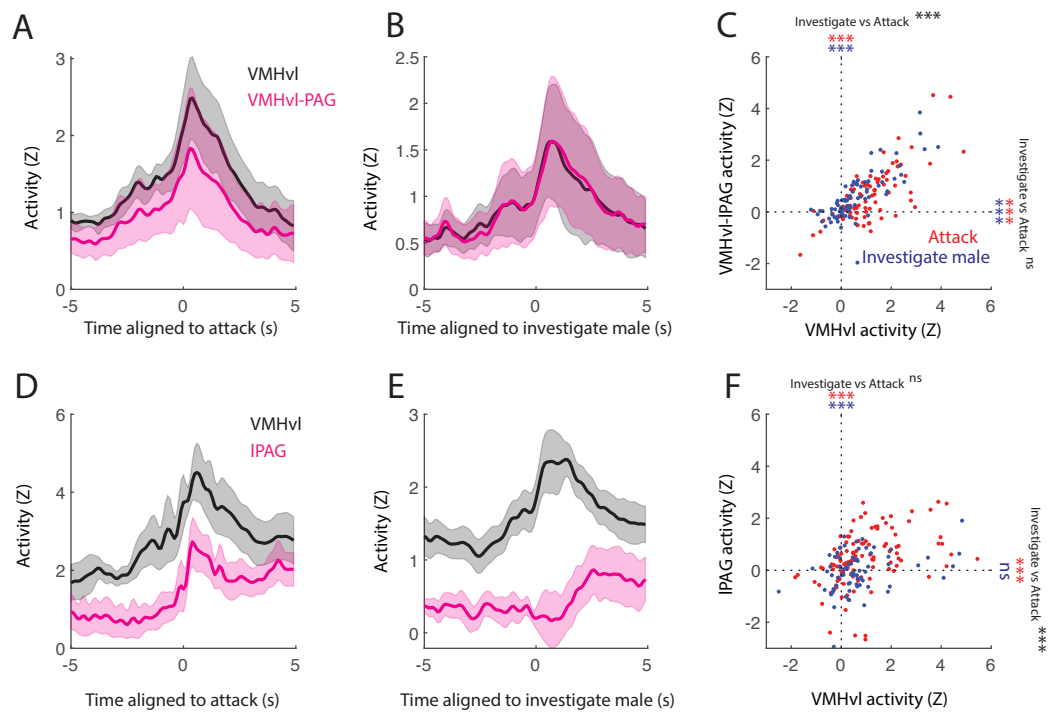 A
3
2
1
0
Activity (Z)
VMHvl
VMHvl-PAG
-5
0
5
Time aligned to attack (s)
B
2.5
2
1.5
1
0.5
0
Activity (Z)
-5
0
5
Time aligned to investigate male (s)
C
Investigate vs Attack ***
***
***
6
4
2
0
-2
VMHvl-lPAG activity (Z)
Attack
Investigate male
***
***
Investigate vs Attack ns
-2
0
2
4
6
VMHvl activity (Z)
D
6
4
2
0
Activity (Z)
VMHvl
lPAG
-5
0
5
Time aligned to attack (s)
E
3
2
1
0
Activity (Z)
-5
0
5
Time aligned to investigate male (s)
F
Investigate vs Attack ns
***
***
6
4
2
0
-2
lPAG activity (Z)
***
ns
Investigate vs Attack ***
-2
0
2
4
6
VMHvl activity (Z)